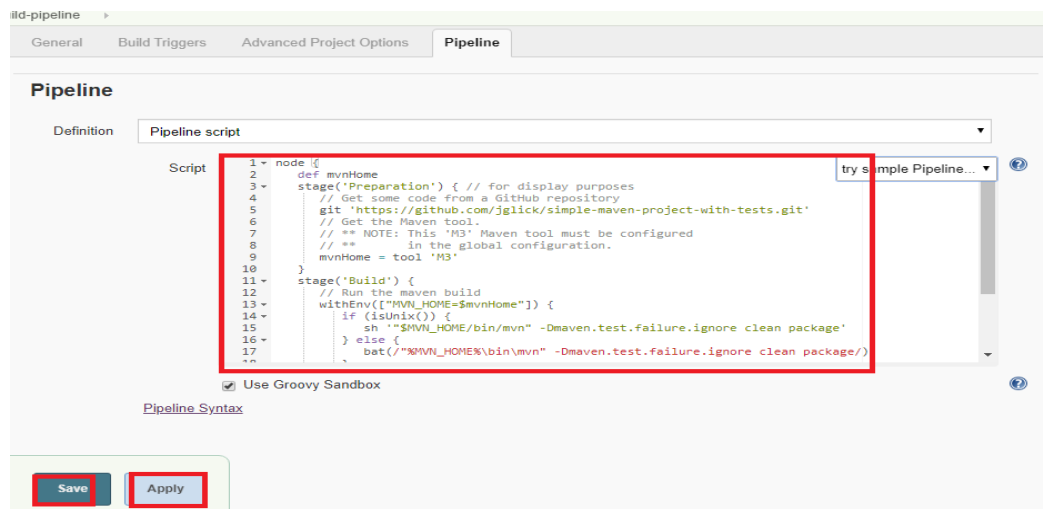 ild-pipeline
General Build Triggers Advanced Project Options Pipeline
Pipeline
Definition Pipeline script
Script
try sample Pipeline...
1 node {
2 def mvnHome
3 stage('Preparation') { // for display purposes
4 // Get some code from a GitHub repository
5 git 'https://github.com/jglick/simple-maven-project-with-tests.git'
6 // Get the Maven tool.
7 // ** NOTE: This 'M3' Maven tool must be configured
8 // ** in the global configuration.
9 mvnHome = tool 'M3'
10 }
11 stage('Build') {
12 // Run the maven build
13 withEnv(["MVN_HOME=$mvnHome"]) {
14 if (isUnix()) {
15 sh '"$MVN_HOME/bin/mvn" -Dmaven.test.failure.ignore clean package'
16 } else {
17 bat(/"%MVN_HOME%\bin\mvn" -Dmaven.test.failure.ignore clean package/)
Use Groovy Sandbox
Pipeline Syntax
Save Apply